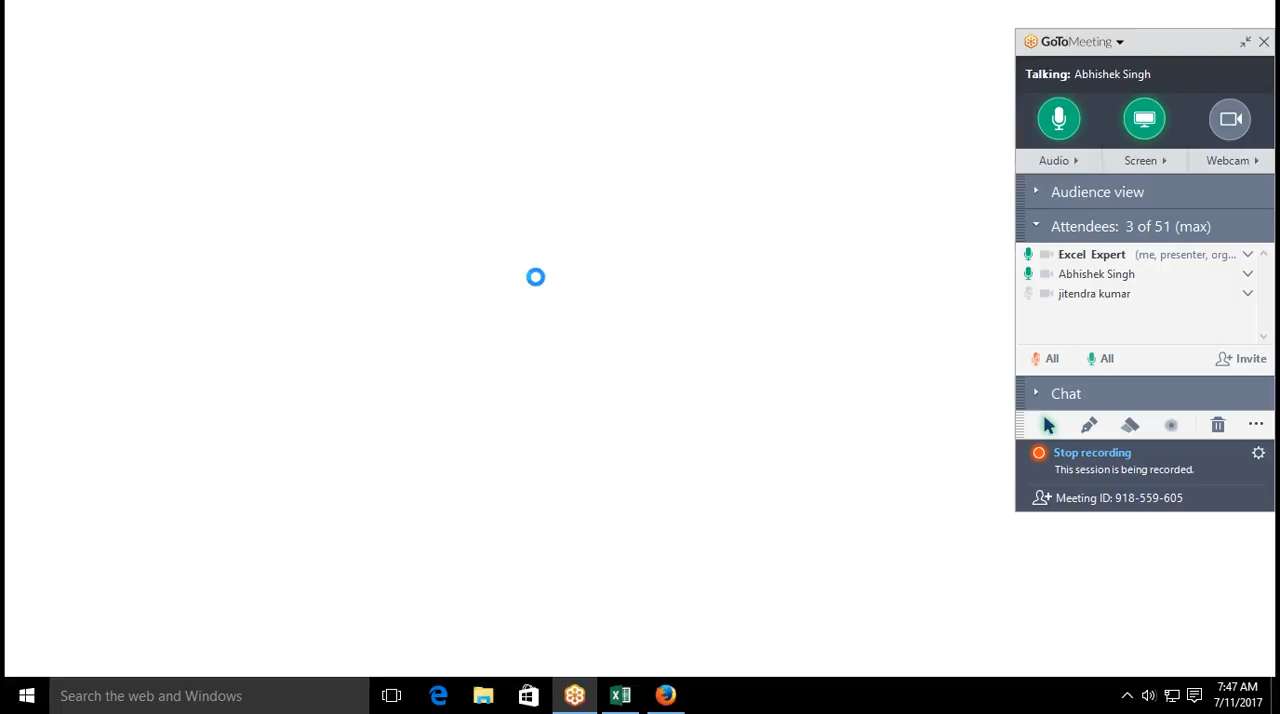 GoToMeeting
Talking: Abhishek Singh
Audio Screen Webcam
Audience view
Attendees: 3 of 51 (max)
Excel Expert (me, presenter, org...
Abhishek Singh
jitendra kumar
All All Invite
Chat
Stop recording
This session is being recorded.
Meeting ID: 918-559-605
Search the web and Windows
7:47 AM
7/11/2017